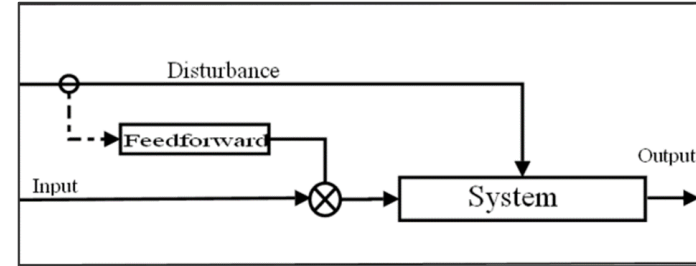 Disturbance
Feedforward
Output
Input
System